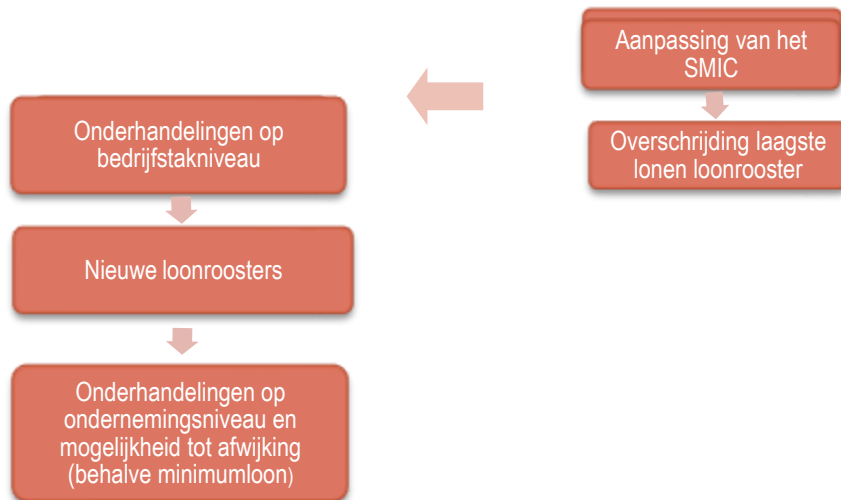 Aanpassing van het
SMIC
Overschrijding laagste
lonen loonrooster
Onderhandelingen op
bedrijfstakniveau
Nieuwe loonroosters
Onderhandelingen op
ondernemingsniveau en
mogelijkheid tot afwijking
(behalve minimumloon)